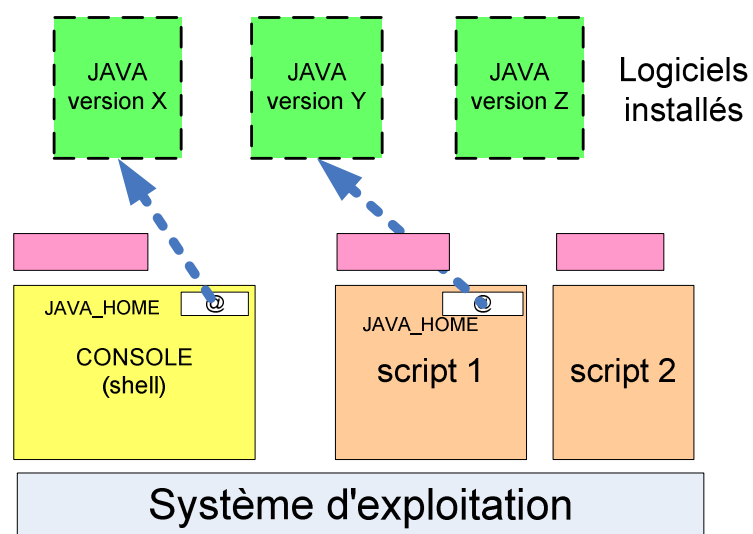 JAVA
version X
JAVA
version Y
JAVA
version Z
Logiciels
installés
JAVA_HOME
@
CONSOLE
(shell)
@
JAVA_HOME
script 1
script 2
Système d'exploitation